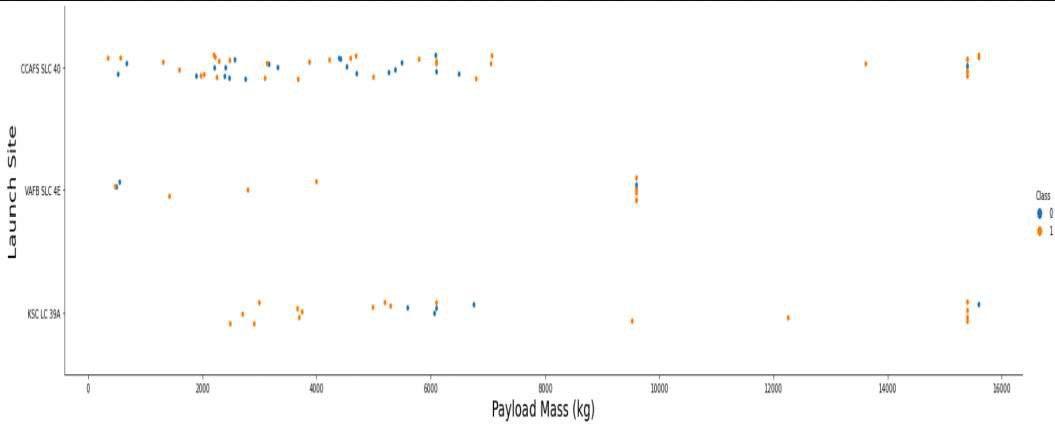 Launch Site
CCAFS SLC 40
VAFB SLC 4E
KSC LC 39A
0 2000 4000 6000 8000 10000 12000 14000 16000
Payload Mass (kg)
Class
0
1